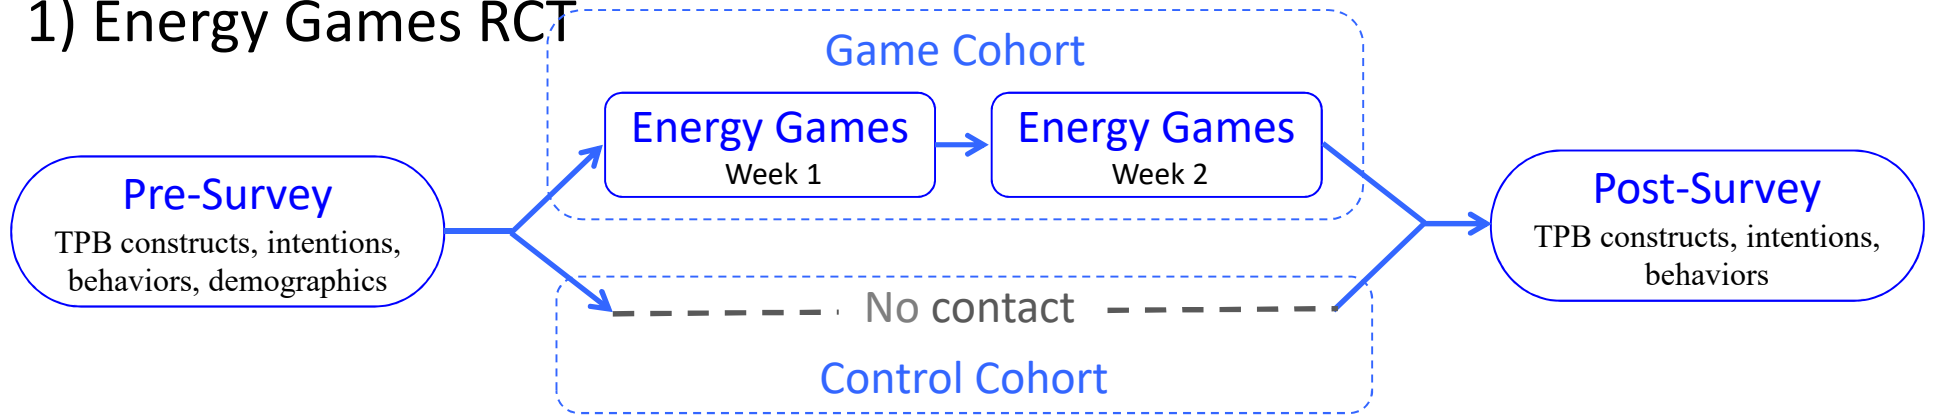 1) Energy Games RCT
Game Cohort
Energy Games
Week 1
Energy Games
Week 2
Pre-Survey
TPB constructs, intentions,
behaviors, demographics
Post-Survey
TPB constructs, intentions,
behaviors
No contact
Control Cohort